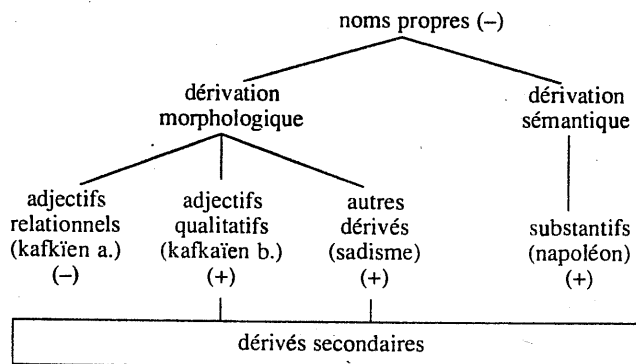 noms propres (–)
dérivation
morphologique
dérivation
sémantique
adjectifs
relationnels
(kafkïen a.)
(–)
adjectifs
qualitatifs
(kafkaïen b.)
(+)
autres
dérivés
(sadisme)
(+)
substantifs
(napoléon)
(+)
dérivés secondaires